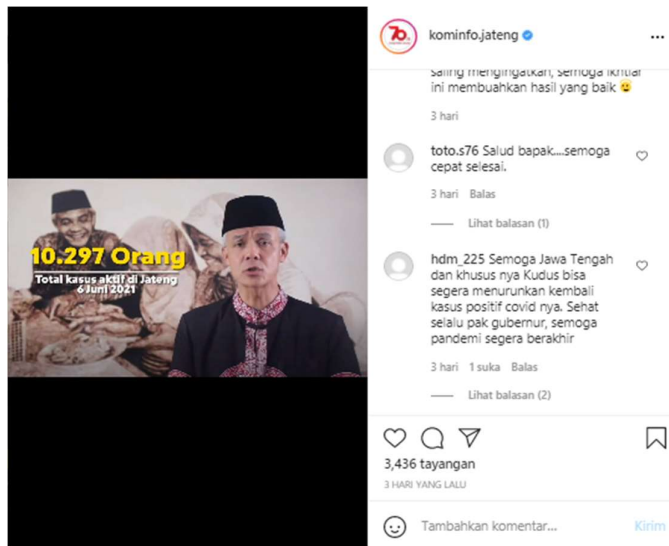 10.297 Orang
Total kasus aktif di Jateng
6 Juni 2021
70
kominfo.jateng
saling mengingatkan, semoga ikhtiar
ini membuahkan hasil yang baik
3 hari
toto.s76 Salud bapak....semoga
cepat selesai.
3 hari Balas
Lihat balasan (1)
hdm_225 Semoga Jawa Tengah
dan khusus nya Kudus bisa
segera menurunkan kembali
kasus positif covid nya. Sehat
selalu pak gubernur, semoga
pandemi segera berakhir
3 hari 1 suka Balas
Lihat balasan (2)
3,436 tayangan
3 HARI YANG LALU
Tambahkan komentar...
Kirim